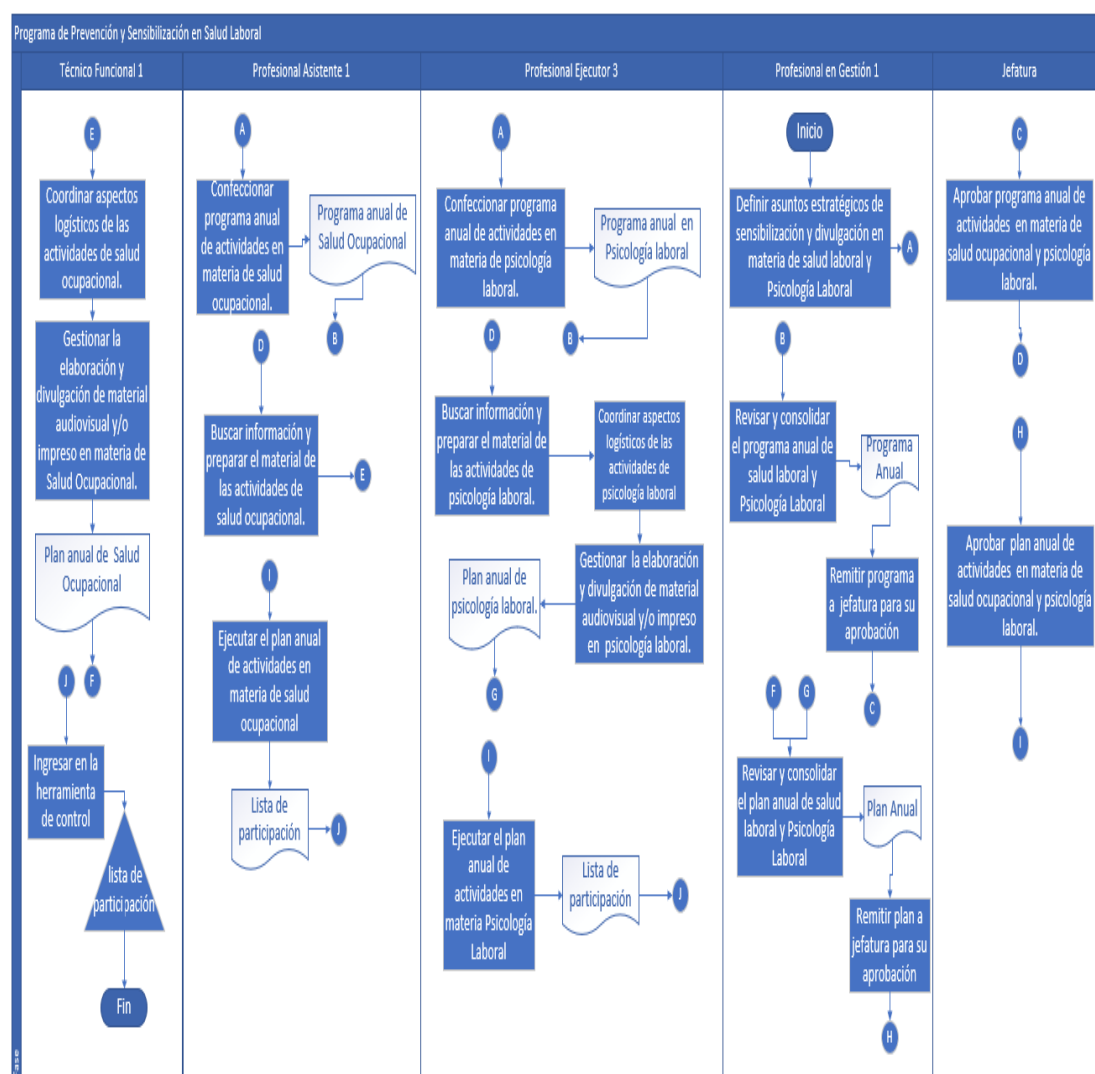 Programa de Prevención y Sensibilización en Salud Laboral
Técnico Funcional 1
Profesional Asistente 1
Profesional Ejecutor 3
Profesional en Gestión 1
Jefatura
E
Coordinar aspectos
logísticos de las
actividades de salud
ocupacional.
Gestionar la
elaboración y
divulgación de material
audiovisual y/o
impreso en materia de
Salud Ocupacional.
Plan anual de Salud
Ocupacional
J
F
Ingresar en la
herramienta
de control
lista de
participación
Fin
A
Confeccionar
programa anual
de actividades en
materia de salud
ocupacional.
Programa anual de
Salud Ocupacional
B
D
Buscar información y
preparar el material de
las actividades de
salud ocupacional.
E
I
Ejecutar el plan anual
de actividades en
materia de salud
ocupacional
Lista de
participación
J
A
Confeccionar programa
anual de actividades en
materia de psicología
laboral.
Programa anual en
Psicología laboral
B
D
Buscar información y
preparar el material de
las actividades de
psicología laboral.
Coordinar aspectos
logísticos de las
actividades de
psicología laboral
Gestionar la elaboración
y divulgación de material
audiovisual y/o impreso
en psicología laboral.
Plan anual de
psicología laboral.
G
I
Ejecutar el plan
anual de
actividades en
materia Psicología
Laboral
Lista de
participación
J
Inicio
Definir asuntos estratégicos de
sensibilización y divulgación en
materia de salud laboral y
Psicología Laboral
A
B
Revisar y consolidar
el programa anual de
salud laboral y
Psicología Laboral
Programa
Anual
Remitir programa
a jefatura para su
aprobación
C
F
G
Revisar y consolidar
el plan anual de salud
laboral y Psicología
Laboral
Plan Anual
Remitir plan a
jefatura para su
aprobación
H
C
Aprobar programa anual de
actividades en materia de
salud ocupacional y psicología
laboral.
D
H
Aprobar plan anual de
actividades en materia de
salud ocupacional y psicología
laboral.
I
Fase